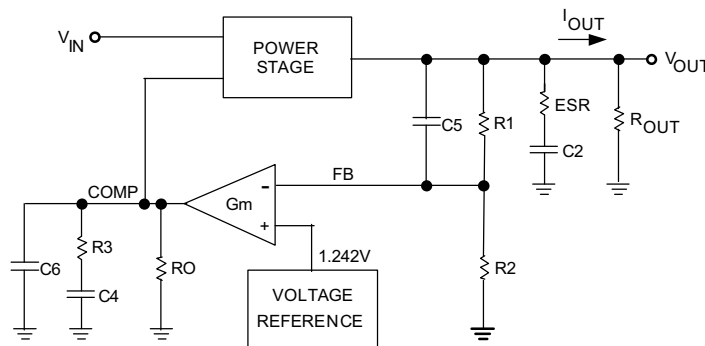 VIN
POWER
STAGE
IOUT
VOUT
C5
R1
ESR
C2
ROUT
COMP
Gm
-
+
FB
1.242V
C6
R3
C4
RO
VOLTAGE
REFERENCE
R2